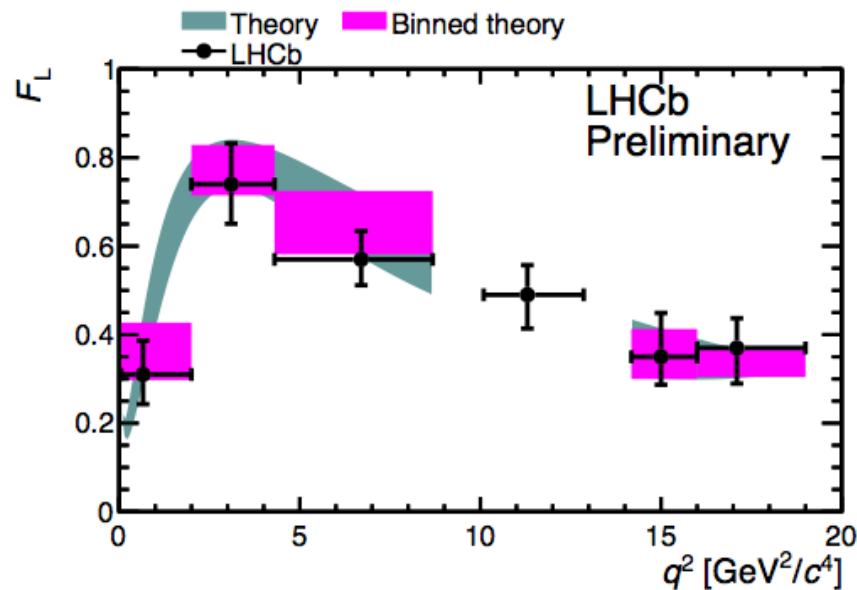 Theory Binned theory
LHCb
F_L
1
0.8
0.6
0.4
0.2
0
LHCb
Preliminary
0 5 10 15 20
q² [GeV²/c⁴]